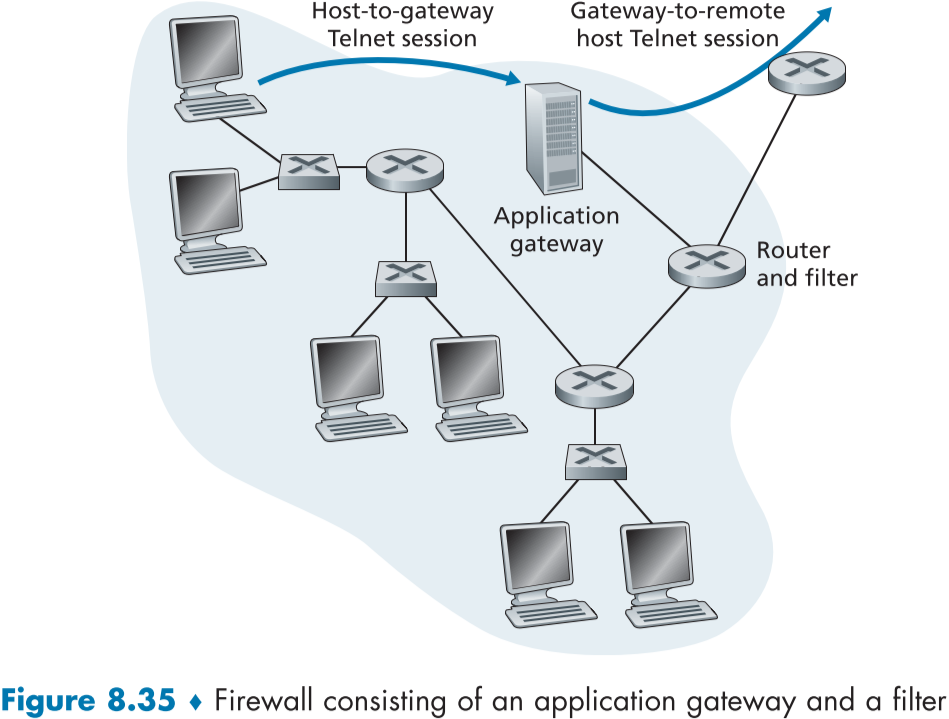 Host-to-gateway
Telnet session
Gateway-to-remote
host Telnet session
Application
gateway
Router
and filter
Figure 8.35 ♦ Firewall consisting of an application gateway and a filter